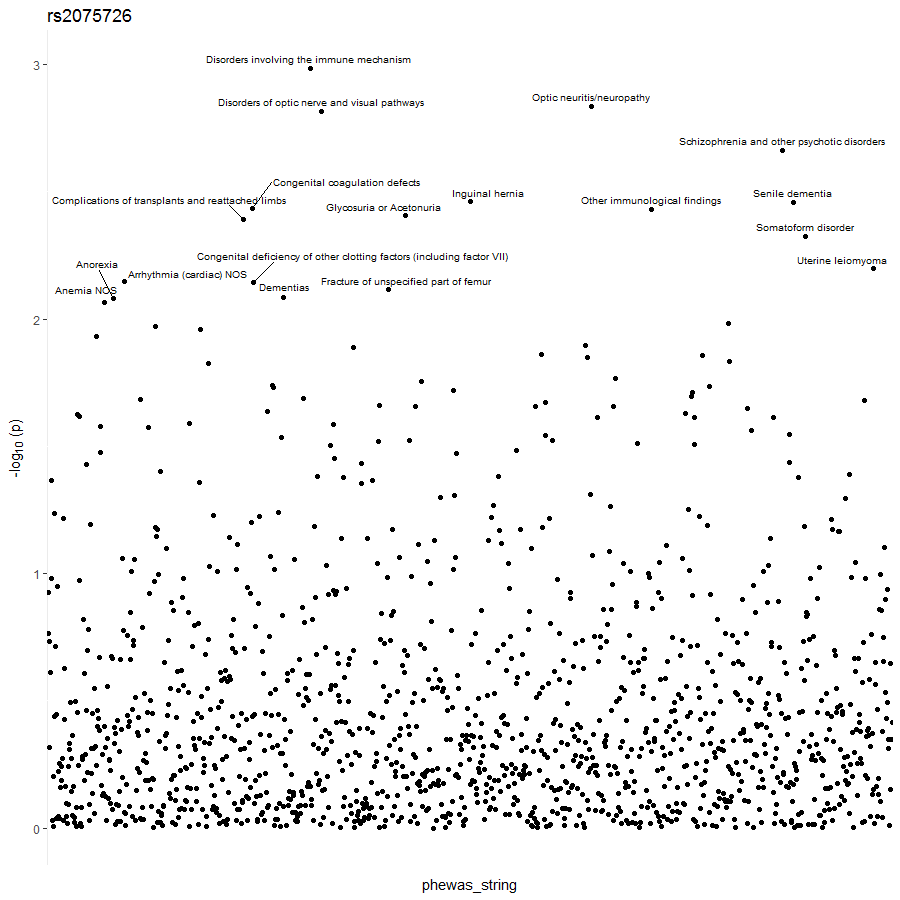 rs2075726
3
Disorders involving the immune mechanism
Disorders of optic nerve and visual pathways
Optic neuritis/neuropathy
Schizophrenia and other psychotic disorders
Congenital coagulation defects
Complications of transplants and reattached limbs
Inguinal hernia
Glycosuria or Acetonuria
Other immunological findings
Senile dementia
Somatoform disorder
Congenital deficiency of other clotting factors (including factor VII)
Uterine leiomyoma
Anorexia
Arrhythmia (cardiac) NOS
Anemia NOS
Dementias
Fracture of unspecified part of femur
2
-log10 (p)
1
0
phewas_string